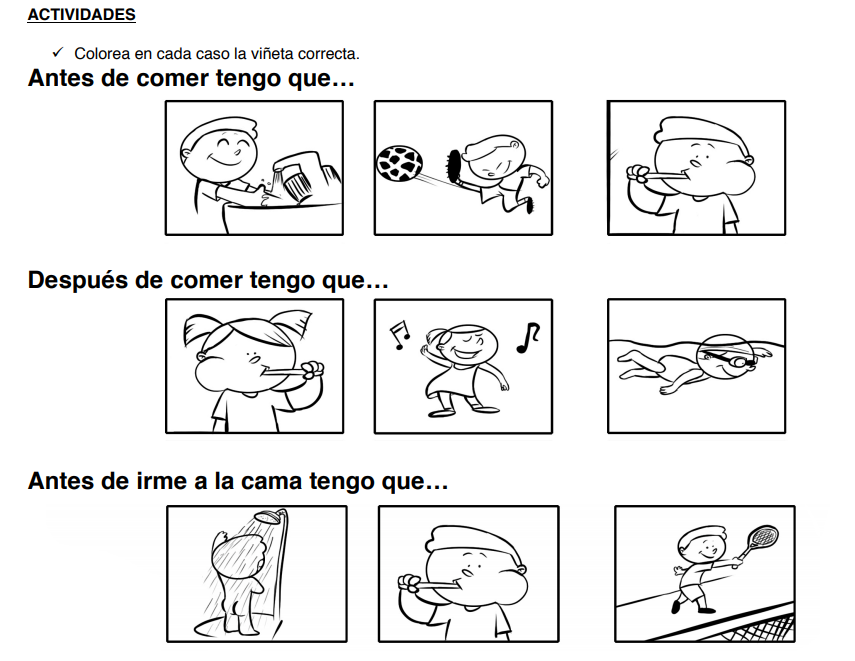 ACTIVIDADES
✓ Colorea en cada caso la viñeta correcta.
Antes de comer tengo que…
Después de comer tengo que…
Antes de irme a la cama tengo que…